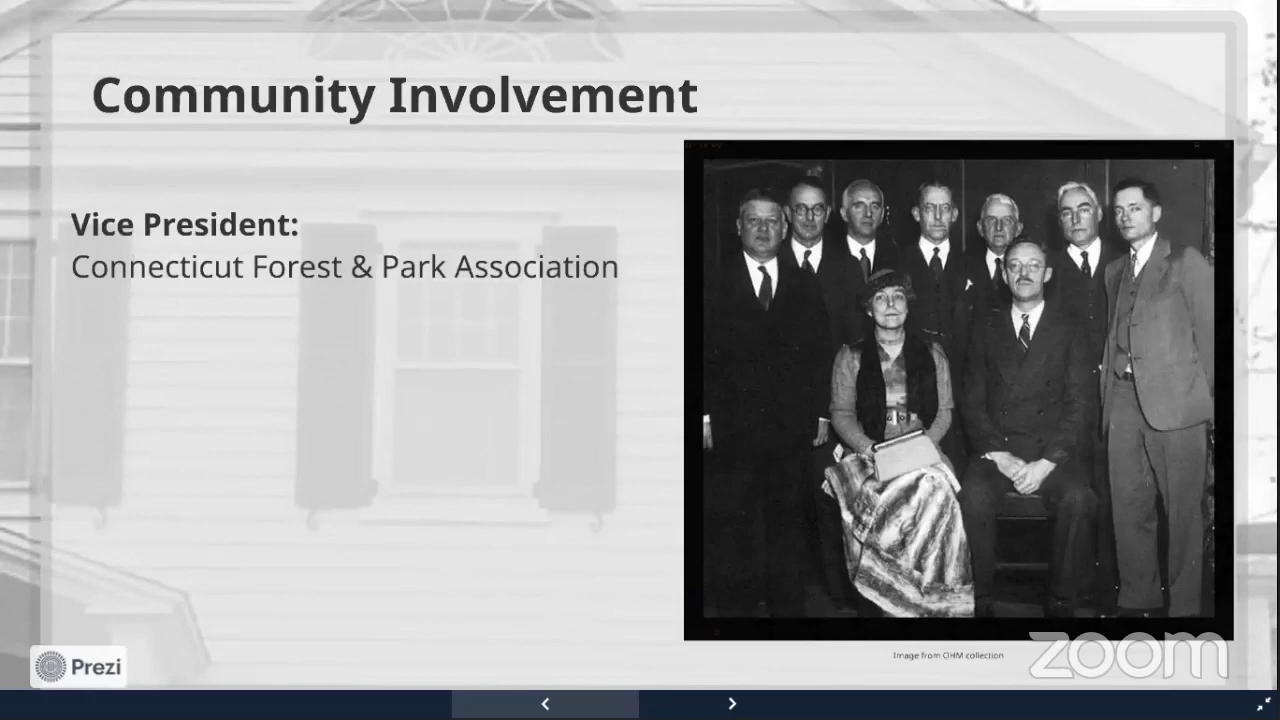 Community Involvement
Vice President:
Connecticut Forest & Park Association
Image from OHM collection
Prezi
zoom